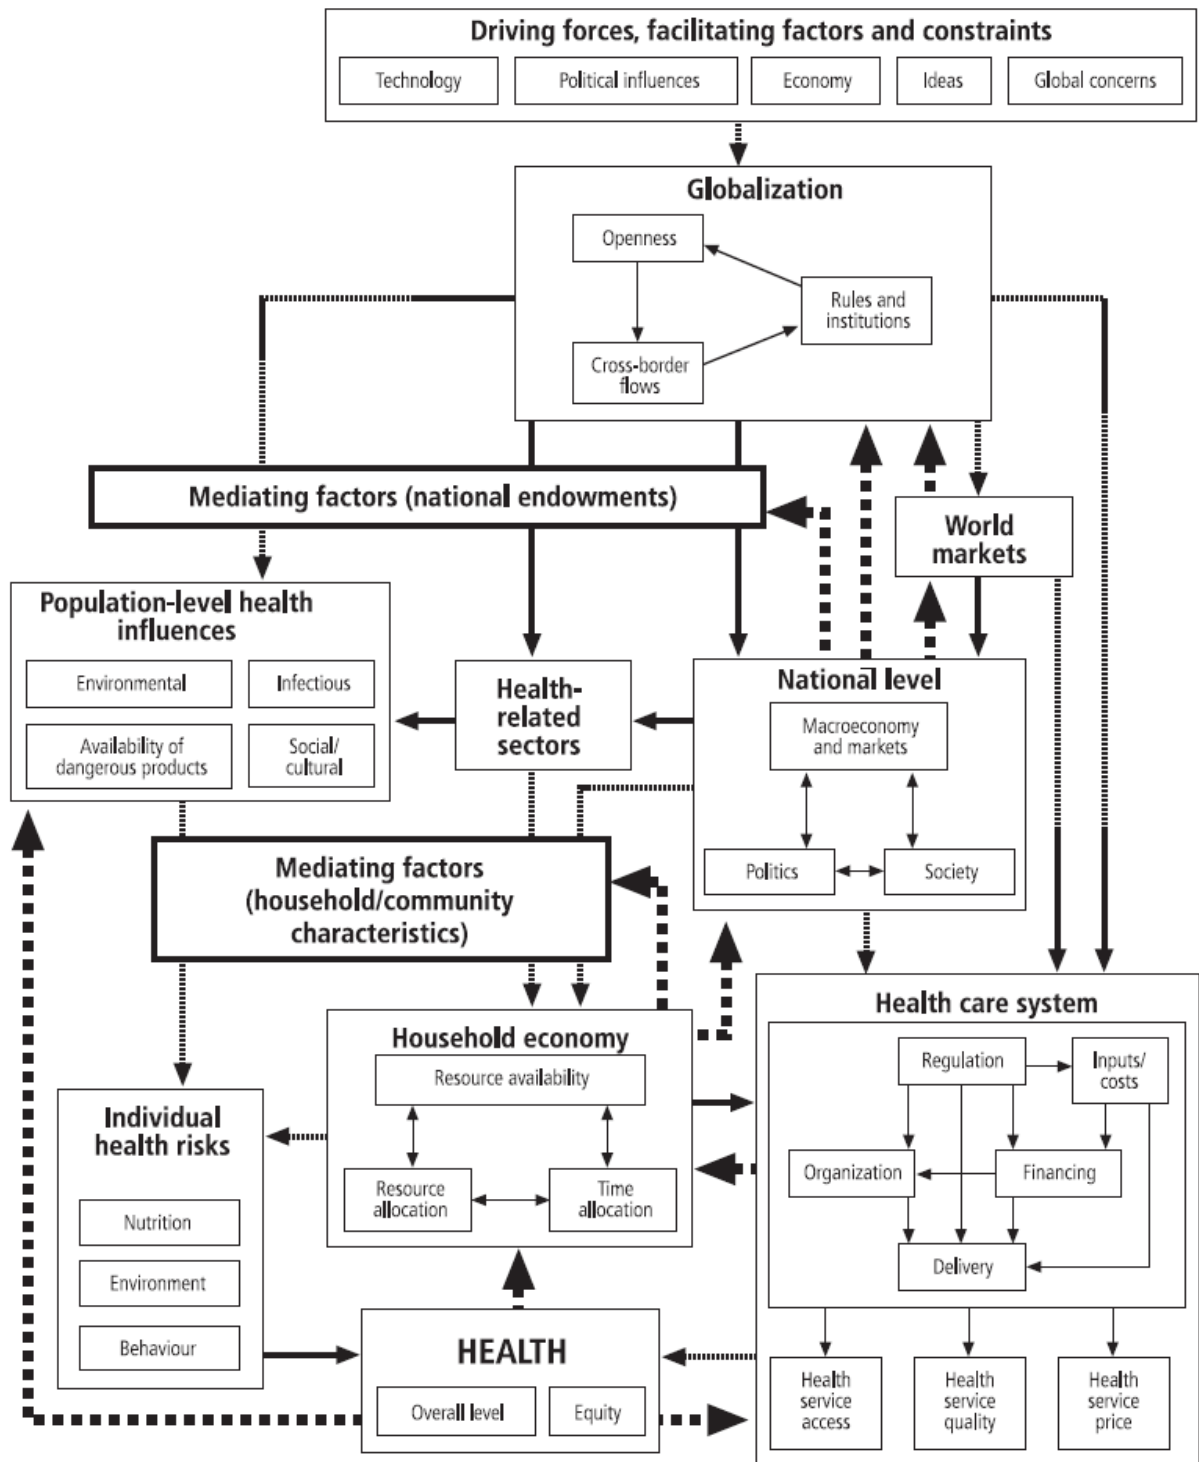 Driving forces, facilitating factors and constraints
Technology
Political influences
Economy
Ideas
Global concerns
Globalization
Openness
Rules and
institutions
Cross-border
flows
Mediating factors (national endowments)
World
markets
Population-level health
influences
Environmental
Infectious
Availability of
dangerous products
Social/
cultural
Health-
related
sectors
National level
Macroeconomy
and markets
Politics
Society
Mediating factors
(household/community
characteristics)
Household economy
Resource availability
Resource
allocation
Time
allocation
Health care system
Regulation
Inputs/
costs
Organization
Financing
Delivery
Health
service
access
Health
service
quality
Health
service
price
Individual
health risks
Nutrition
Environment
Behaviour
HEALTH
Overall level
Equity